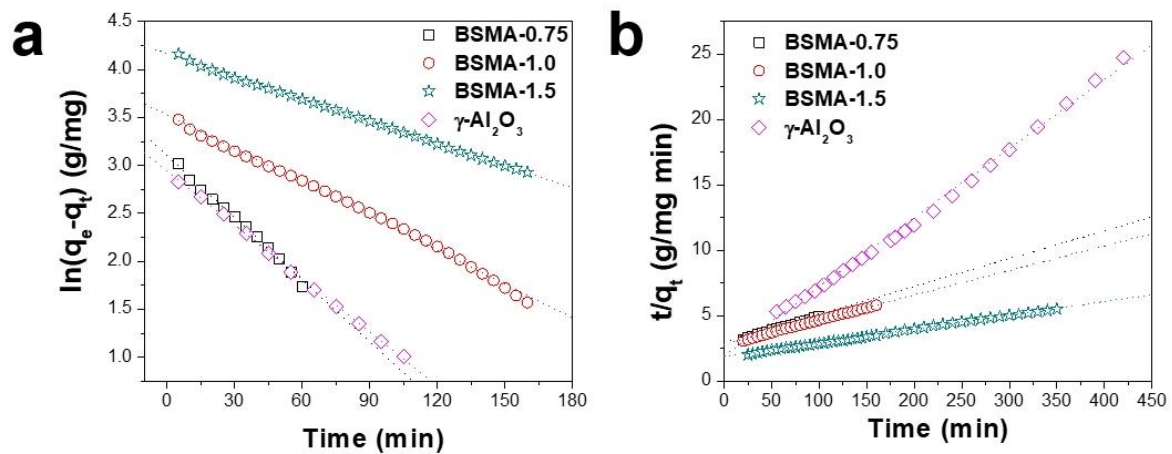 a
BSMA-0.75
BSMA-1.0
BSMA-1.5
γ-Al₂O₃
ln(qₑ-qₜ) (g/mg)
4.5
4.0
3.5
3.0
2.5
2.0
1.5
1.0
0 30 60 90 120 150 180
Time (min)
b
BSMA-0.75
BSMA-1.0
BSMA-1.5
γ-Al₂O₃
t/qₜ (g/mg min)
25
20
15
10
5
0
50 100 150 200 250 300 350 400 450
Time (min)